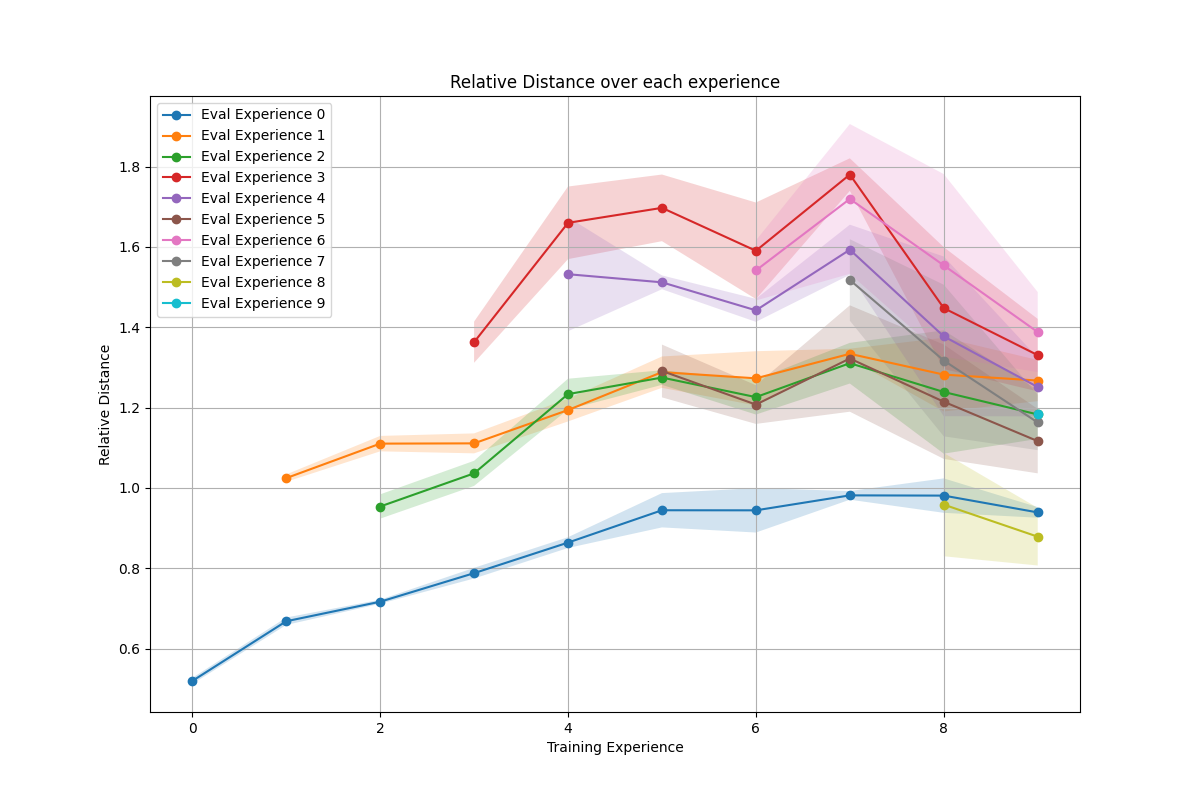 Relative Distance over each experience
Eval Experience 0
Eval Experience 1
Eval Experience 2
Eval Experience 3
Eval Experience 4
Eval Experience 5
Eval Experience 6
Eval Experience 7
Eval Experience 8
Eval Experience 9
Relative Distance
1.8
1.6
1.4
1.2
1.0
0.8
0.6
0 2 4 6 8
Training Experience